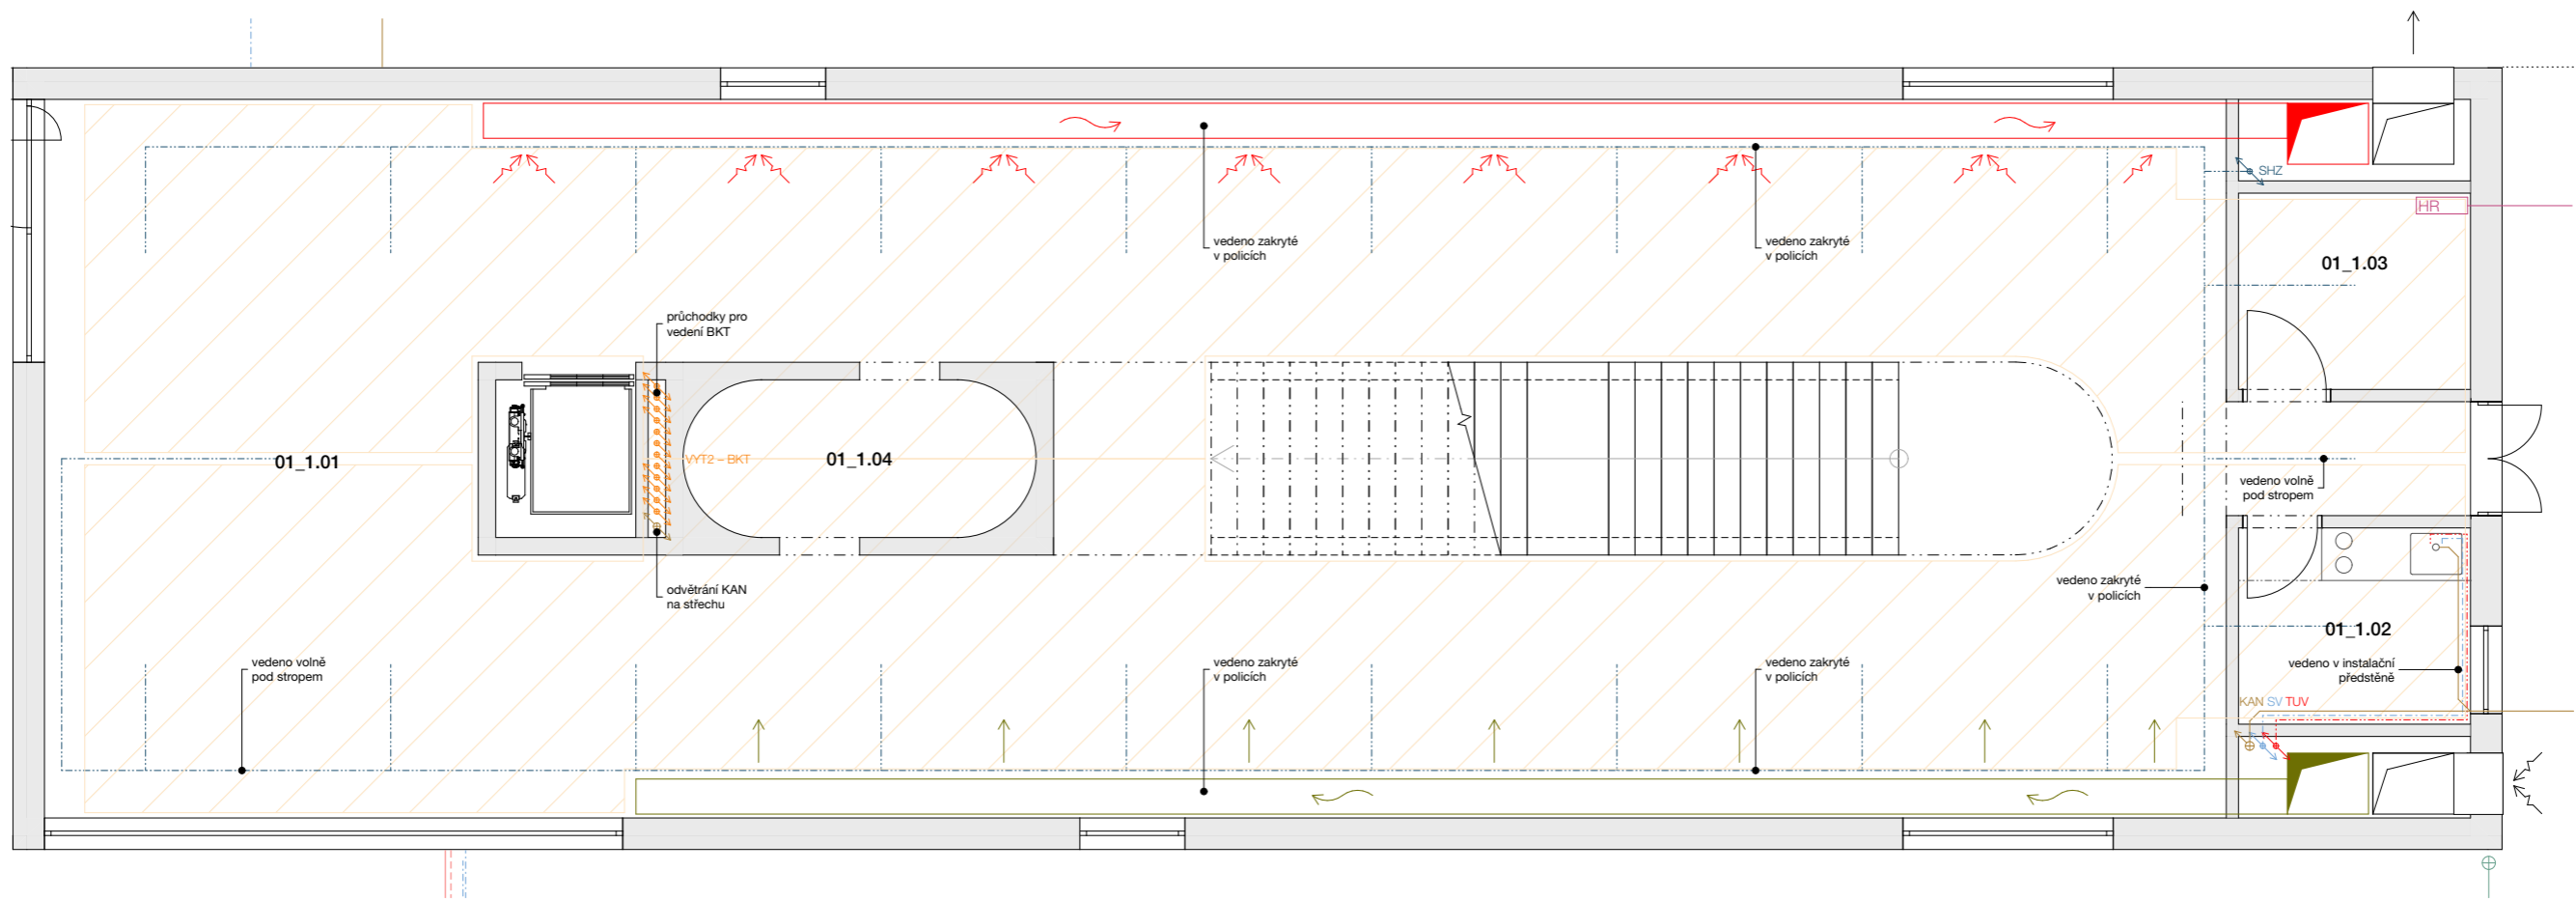 SHZ
HR
vedeno zakryté
v policích
vedeno zakryté
v policích
01_1.03
průchodky pro
vedení BKT
01_1.01
VYT2 – BKT
01_1.04
vedeno volně
pod stropem
odvětrání KAN
na střechu
vedeno zakryté
v policích
01_1.02
vedeno volně
pod stropem
vedeno zakryté
v policích
vedeno zakryté
v policích
vedeno v instalační
předstěně
KAN SV TUV